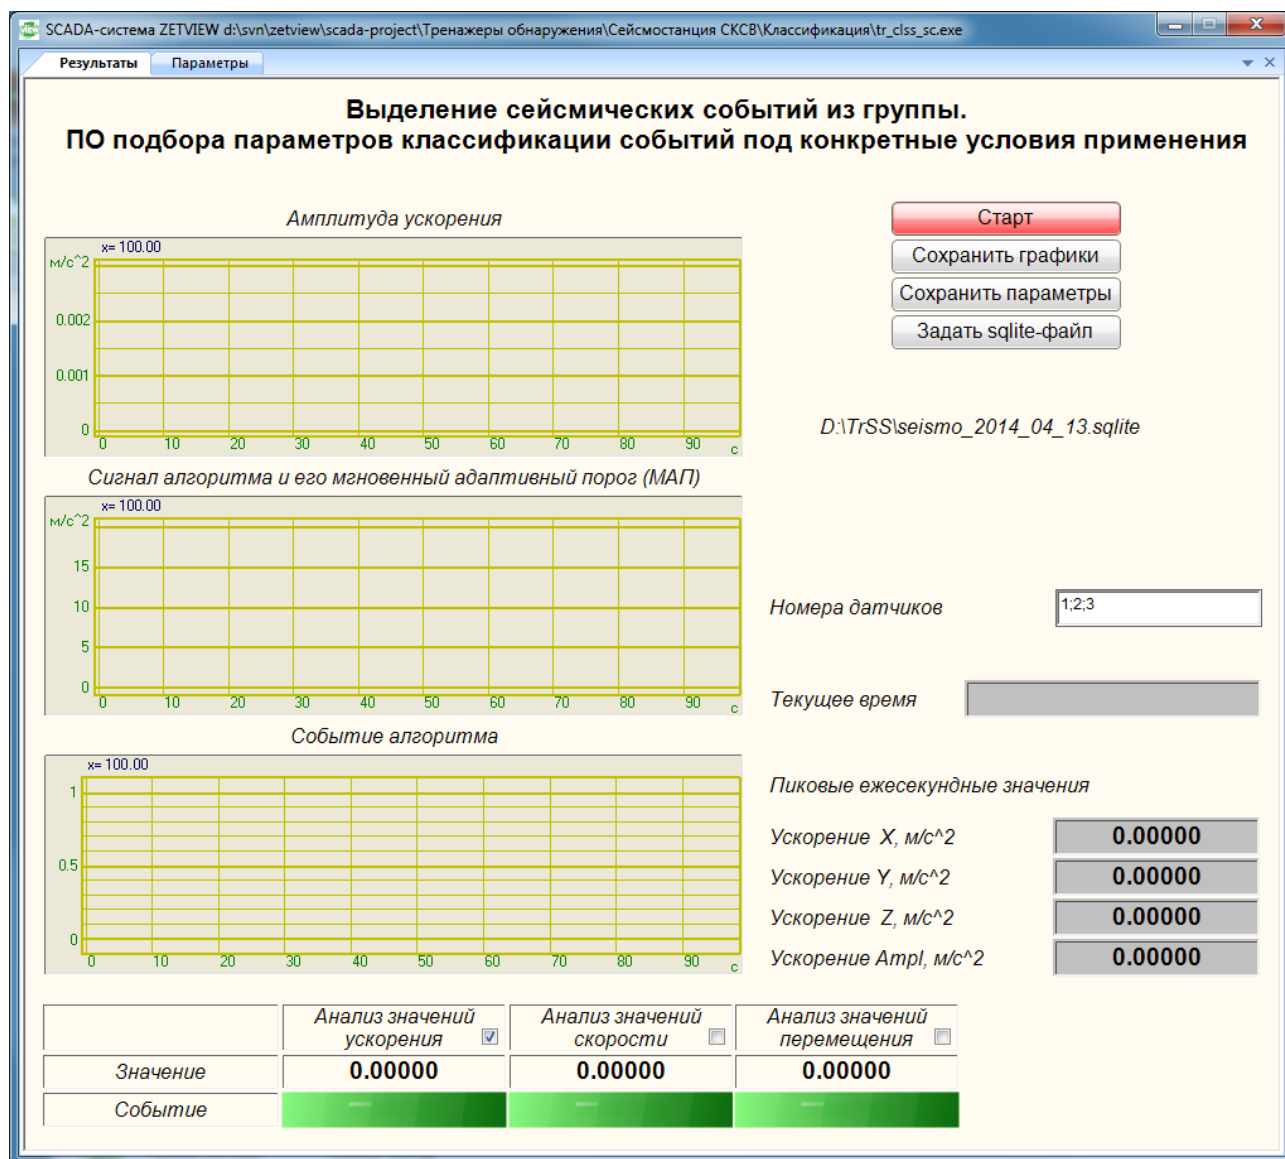 SCADA-система ZETVIEW d:\svn\zetview\scada-project\Тренажеры обнаружения\Сейсмостанция СКСВ\Классификация\tr_clss_sc.exe
Результаты Параметры
Выделение сейсмических событий из группы.
ПО подбора параметров классификации событий под конкретные условия применения
Амплитуда ускорения
x= 100.00
м/с^2
0.002
0.001
0
0 10 20 30 40 50 60 70 80 90 с
Сигнал алгоритма и его мгновенный адаптивный порог (МАП)
x= 100.00
м/с^2
15
10
5
0
0 10 20 30 40 50 60 70 80 90 с
Событие алгоритма
x= 100.00
1
0.5
0
0 10 20 30 40 50 60 70 80 90 с
Старт
Сохранить графики
Сохранить параметры
Задать sqlite-файл
D:\TrSS\seismo_2014_04_13.sqlite
Номера датчиков 1;2;3
Текущее время
Пиковые ежесекундные значения
Ускорение X, м/с^2 0.00000
Ускорение Y, м/с^2 0.00000
Ускорение Z, м/с^2 0.00000
Ускорение Ampl, м/с^2 0.00000
Анализ значений ускорения
Анализ значений скорости
Анализ значений перемещения
Значение 0.00000 0.00000 0.00000
Событие